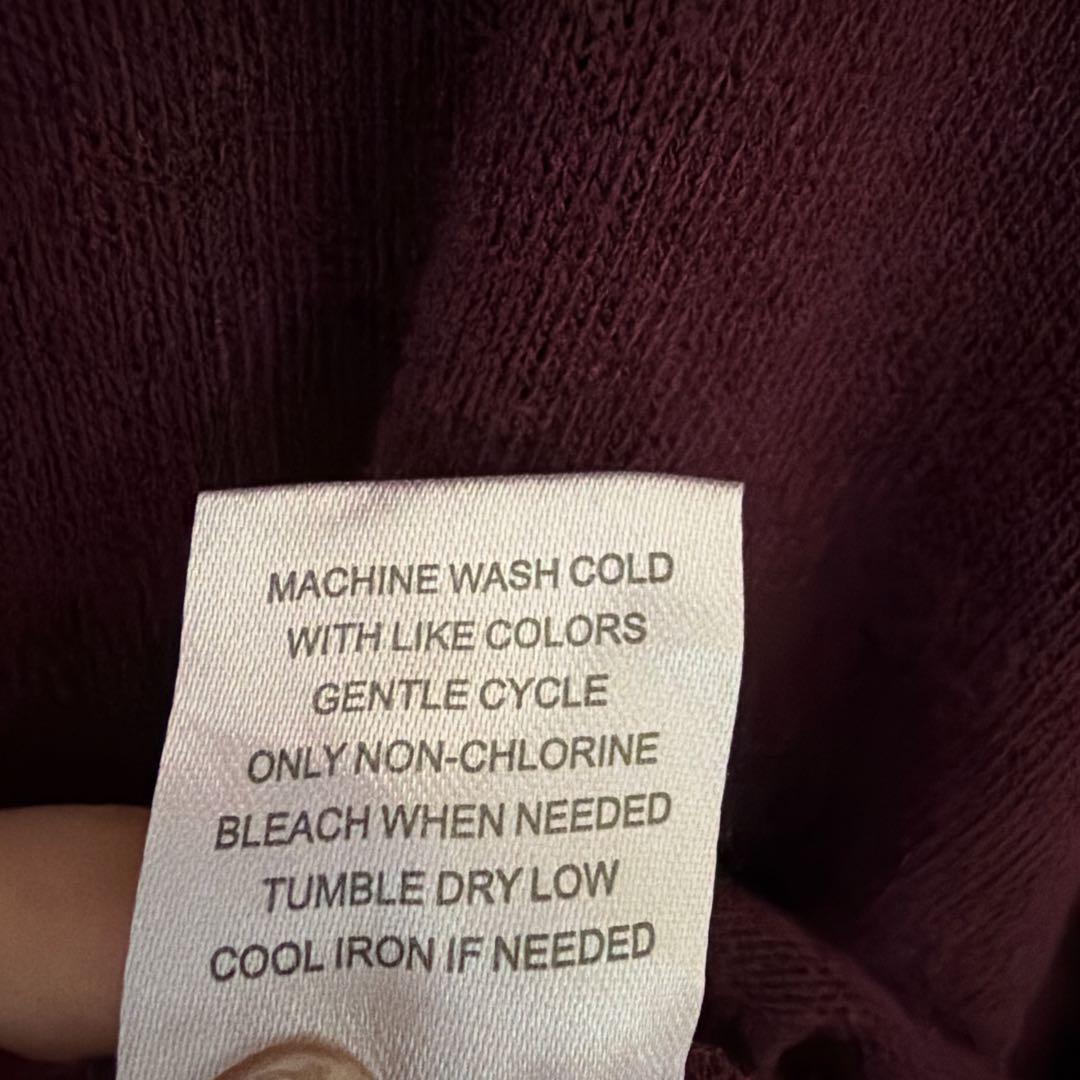 MACHINE WASH COLD
WITH LIKE COLORS
GENTLE CYCLE
ONLY NON-CHLORINE
BLEACH WHEN NEEDED
TUMBLE DRY LOW
COOL IRON IF NEEDED